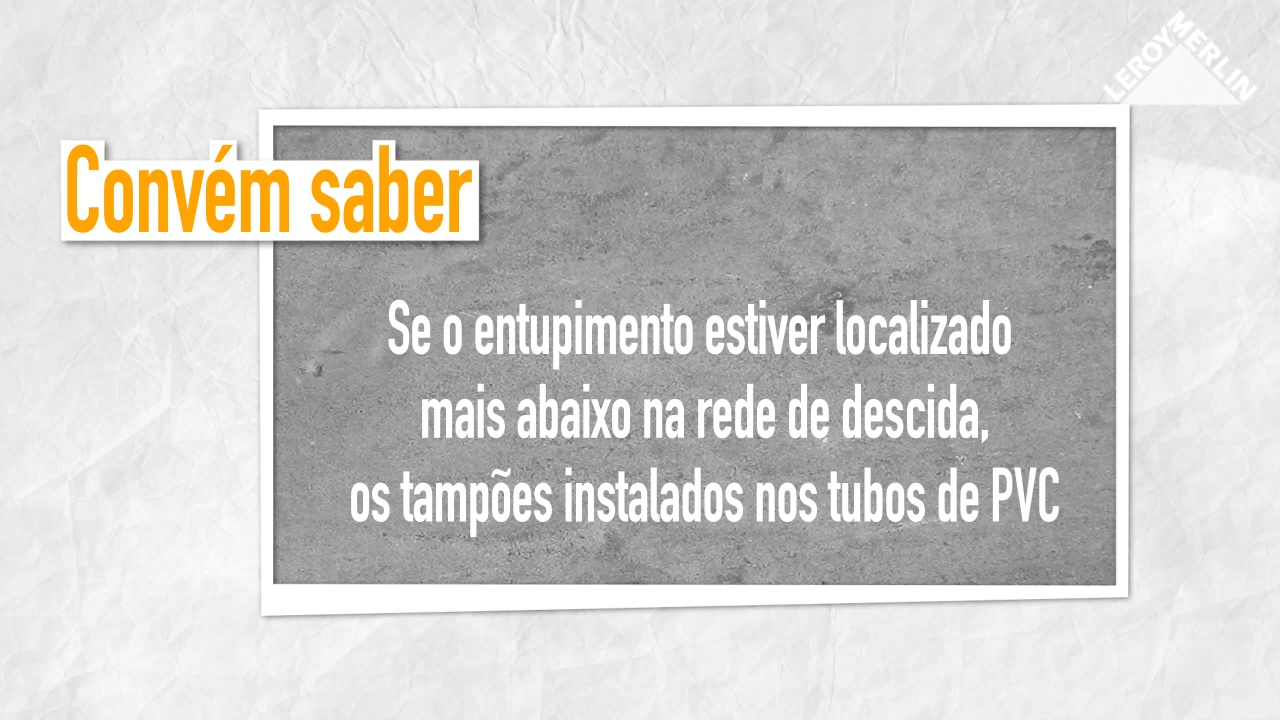 LEROY MERLIN
Convém saber
Se o entupimento estiver localizado
mais abaixo na rede de descida,
os tampões instalados nos tubos de PVC